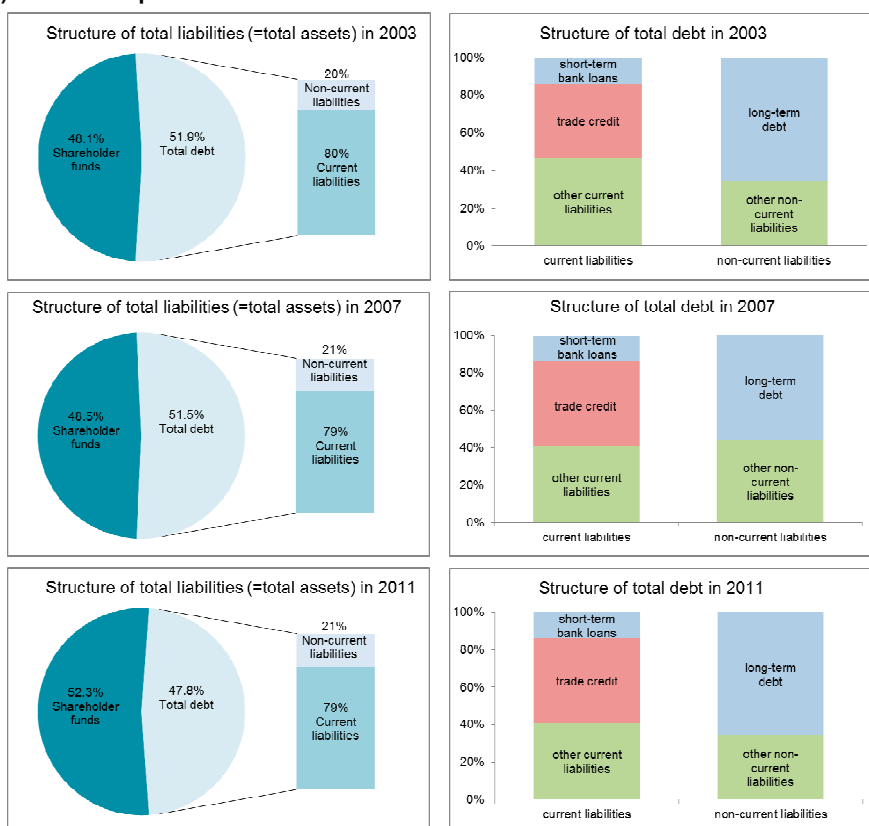 Structure of total liabilities (=total assets) in 2003
48.1%
Shareholder
funds
51.9%
Total debt
20%
Non-current
liabilities
80%
Current
liabilities
Structure of total debt in 2003
100%
80%
60%
40%
20%
0%
short-term
bank loans
trade credit
other current
liabilities
long-term
debt
other non-
current
liabilities
current liabilities
non-current liabilities
Structure of total liabilities (=total assets) in 2007
48.5%
Shareholder
funds
51.5%
Total debt
21%
Non-current
liabilities
79%
Current
liabilities
Structure of total debt in 2007
100%
80%
60%
40%
20%
0%
short-term
bank loans
trade credit
other current
liabilities
long-term
debt
other non-
current
liabilities
current liabilities
non-current liabilities
Structure of total liabilities (=total assets) in 2011
52.3%
Shareholder
funds
47.8%
Total debt
21%
Non-current
liabilities
79%
Current
liabilities
Structure of total debt in 2011
100%
80%
60%
40%
20%
0%
short-term
bank loans
trade credit
other current
liabilities
long-term
debt
other non-
current
liabilities
current liabilities
non-current liabilities